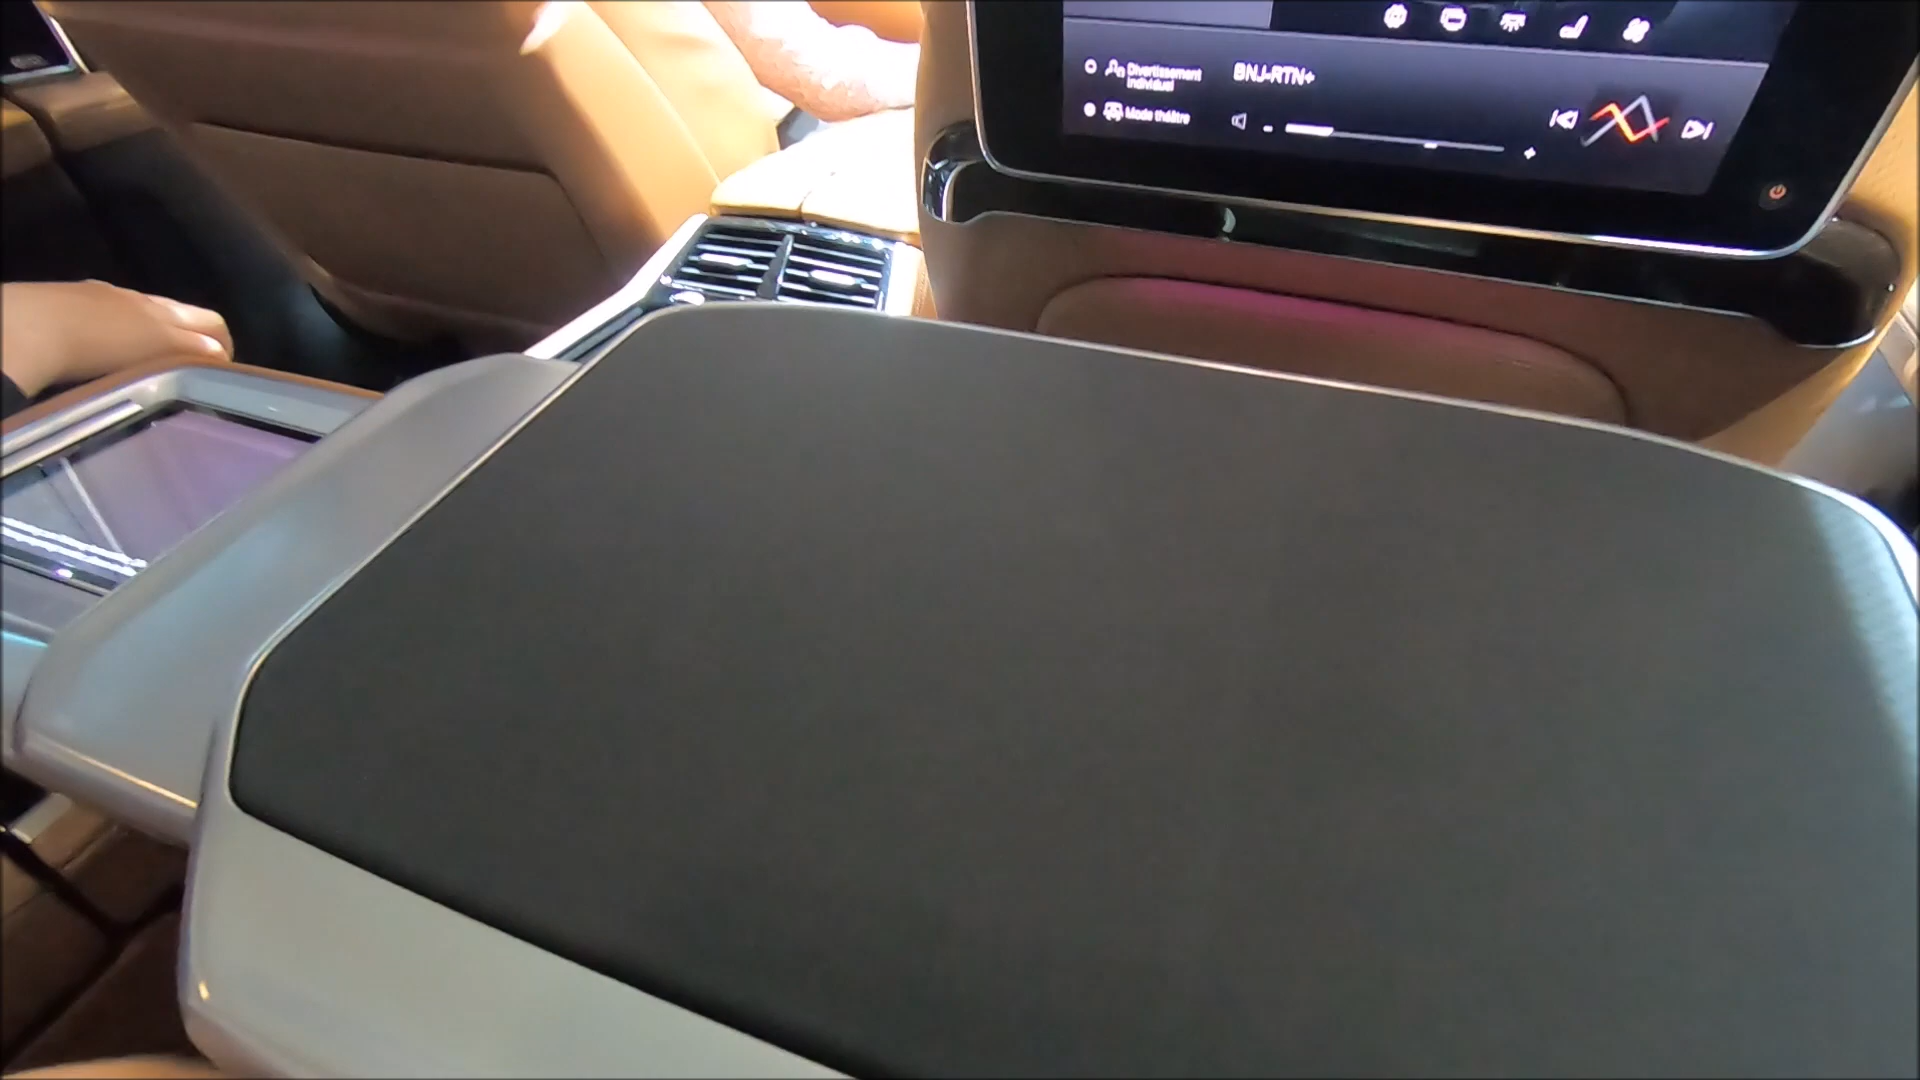 Divertissement
individuel
BNJ-RTN+
Mode théâtre